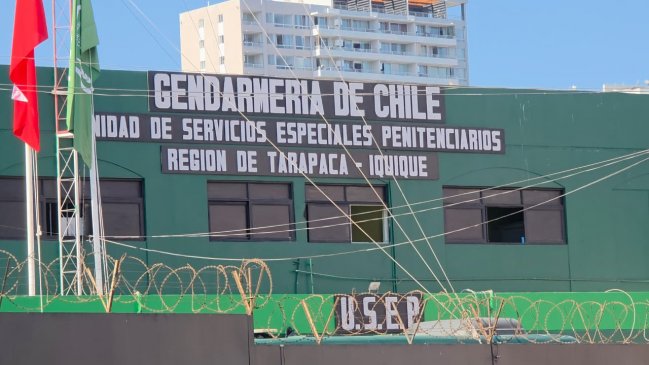 GENDARMERIA DE CHILE
NIDAD DE SERVICIOS ESPECIALES PENITENCIARIOS
REGION DE TARAPACA - IQUIQUE
U.S.E.P